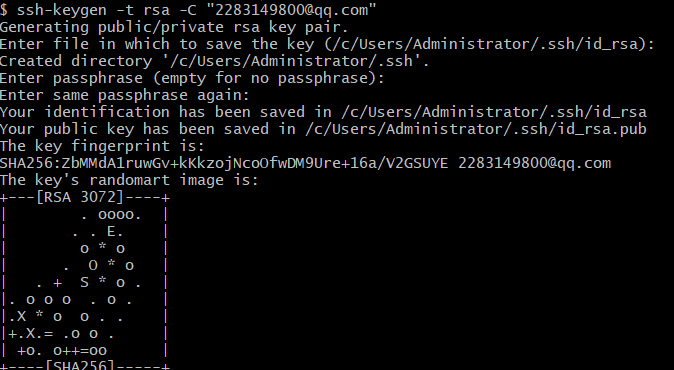 $ ssh-keygen -t rsa -C "2283149800@qq.com"
Generating public/private rsa key pair.
Enter file in which to save the key (/c/Users/Administrator/.ssh/id_rsa):
Created directory '/c/Users/Administrator/.ssh'.
Enter passphrase (empty for no passphrase):
Enter same passphrase again:
Your identification has been saved in /c/Users/Administrator/.ssh/id_rsa
Your public key has been saved in /c/Users/Administrator/.ssh/id_rsa.pub
The key fingerprint is:
SHA256:ZbMMdA1ruwGv+kKkzojNcoOfwDM9Ure+16a/V2GSUYE 2283149800@qq.com
The key's randomart image is:
+---[RSA 3072]----+
|         . oooo.  |
|        . . E.    |
|         o * o    |
|       .  O * o   |
|    . +  S * o .  |
|. o o o  . o .   |
|.X * o  o . .    |
|+.X.= .o o .     |
| +o. o++=oo      |
+----[SHA256]-----+